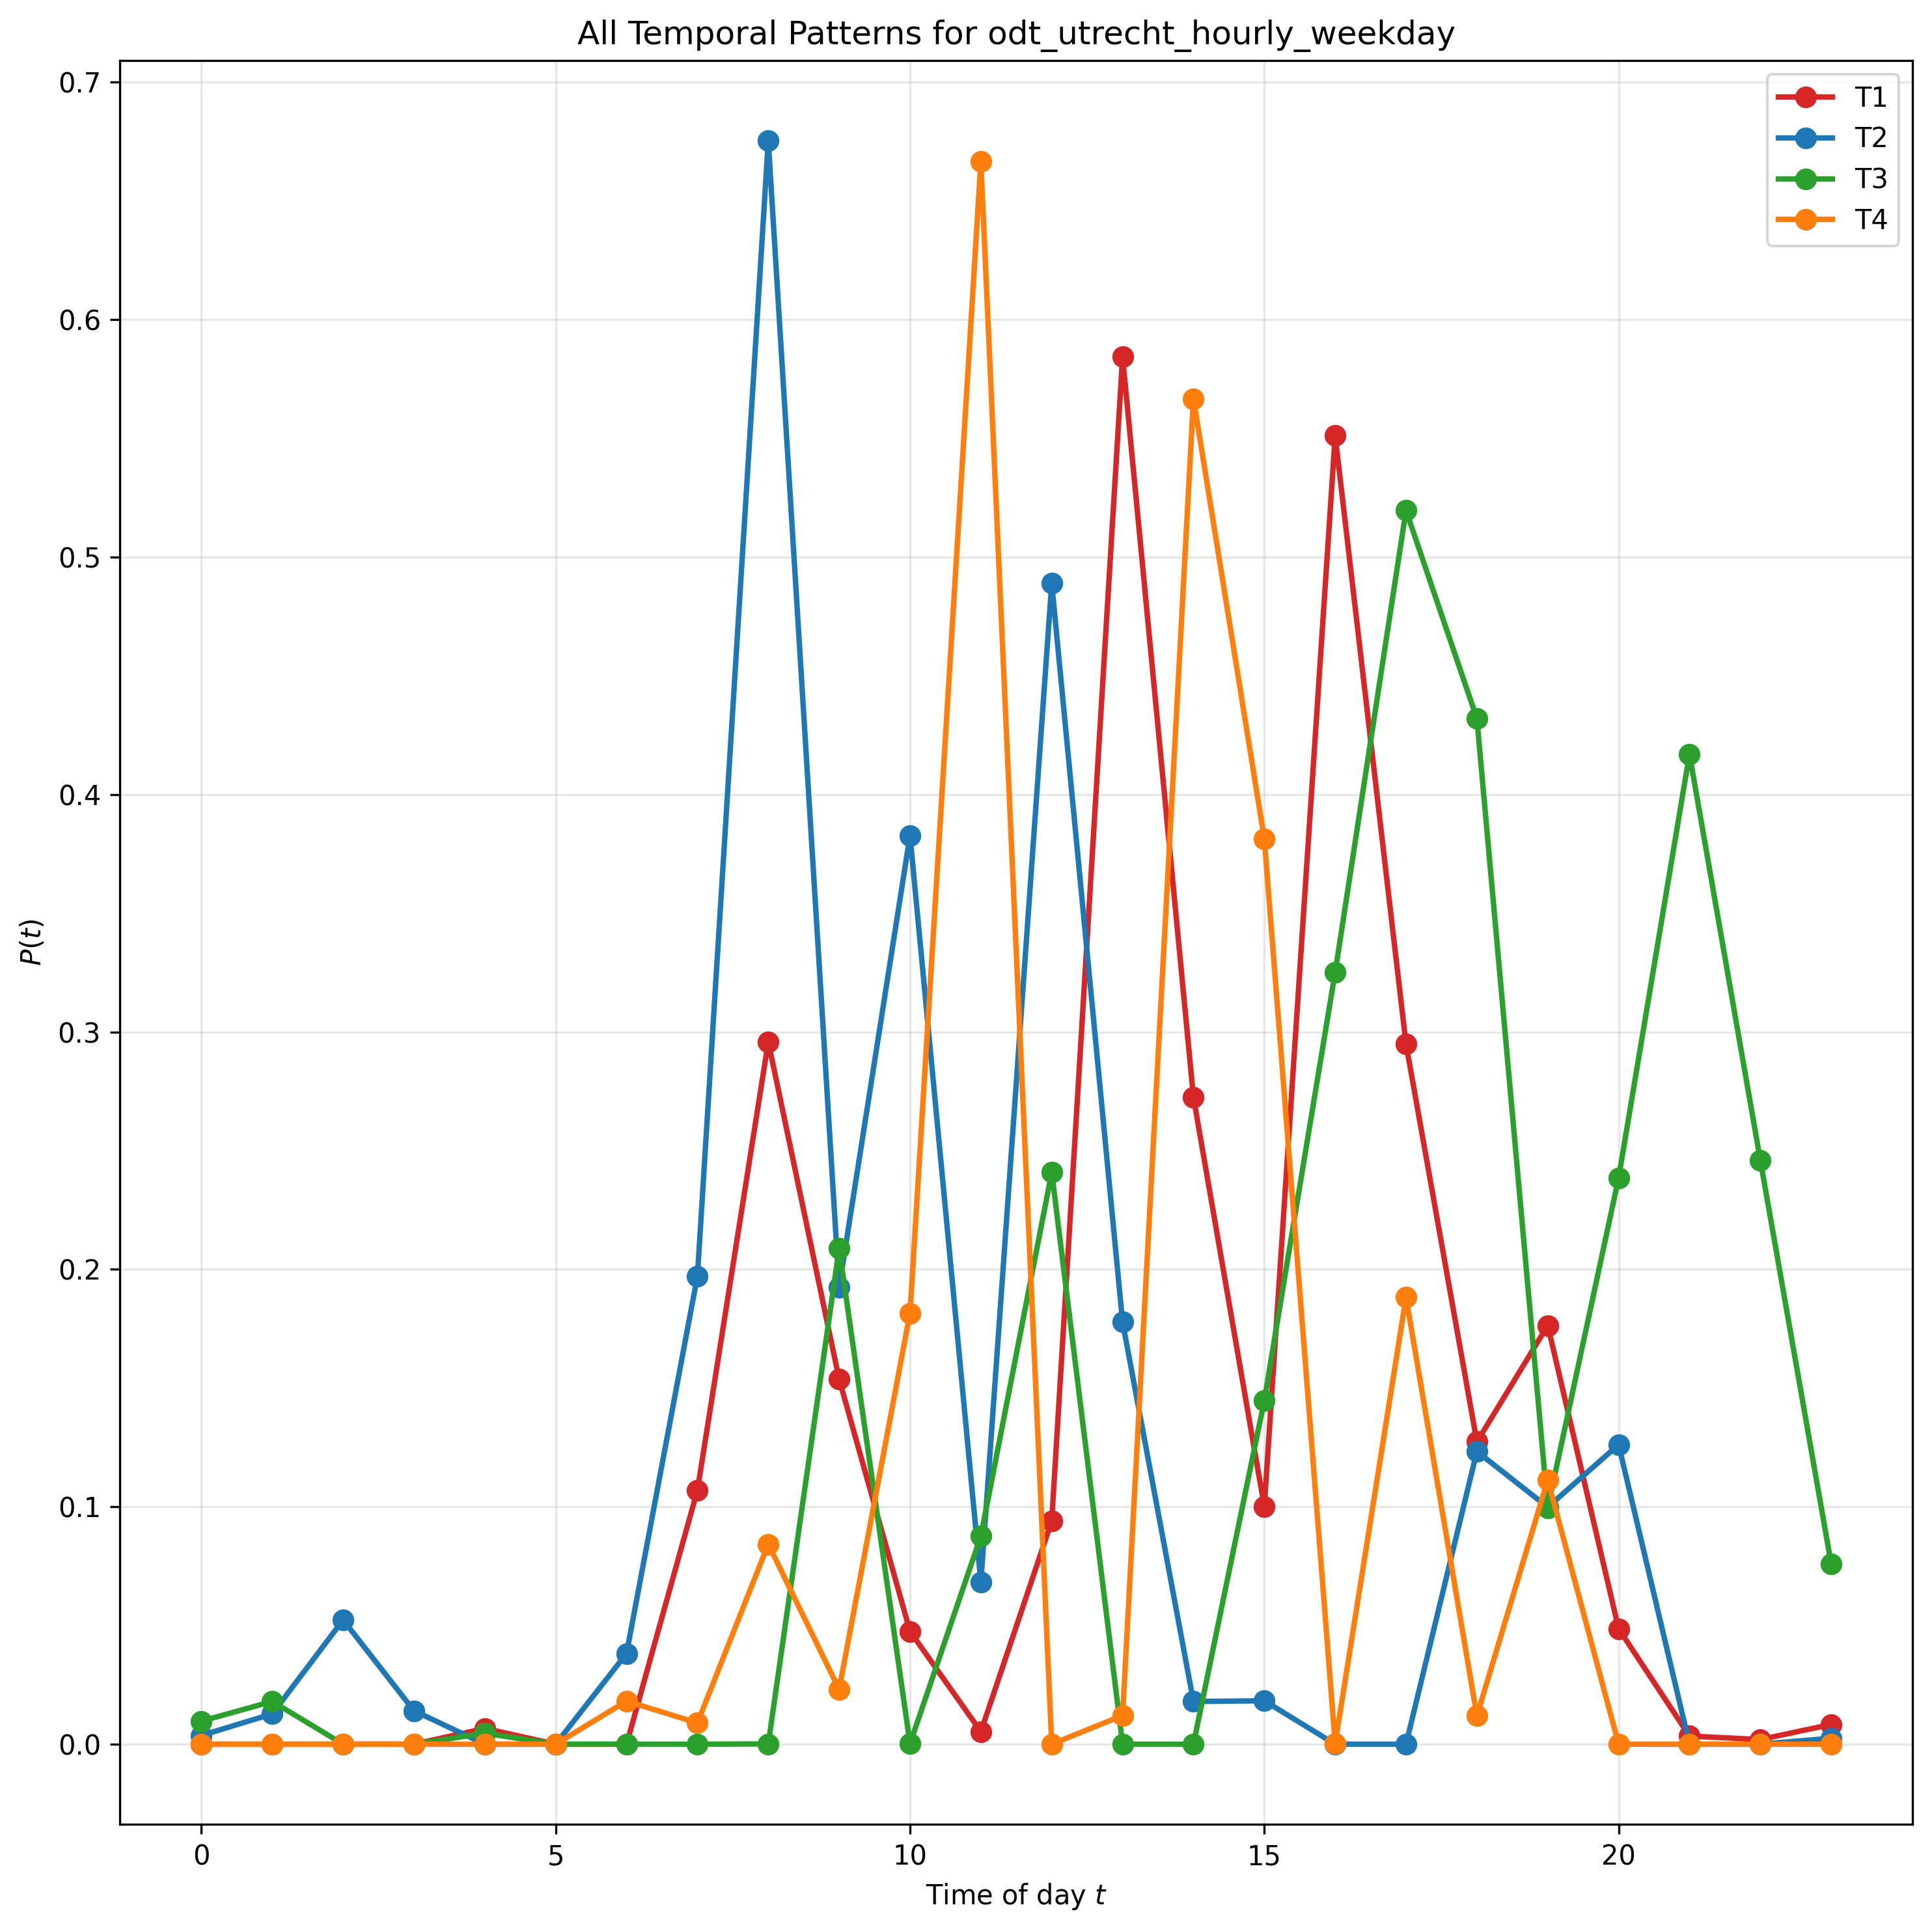 All Temporal Patterns for odt_utrecht_hourly_weekday
T1
T2
T3
T4
0.7
0.6
0.5
0.4
0.3
0.2
0.1
0.0
P(t)
0 5 10 15 20
Time of day t